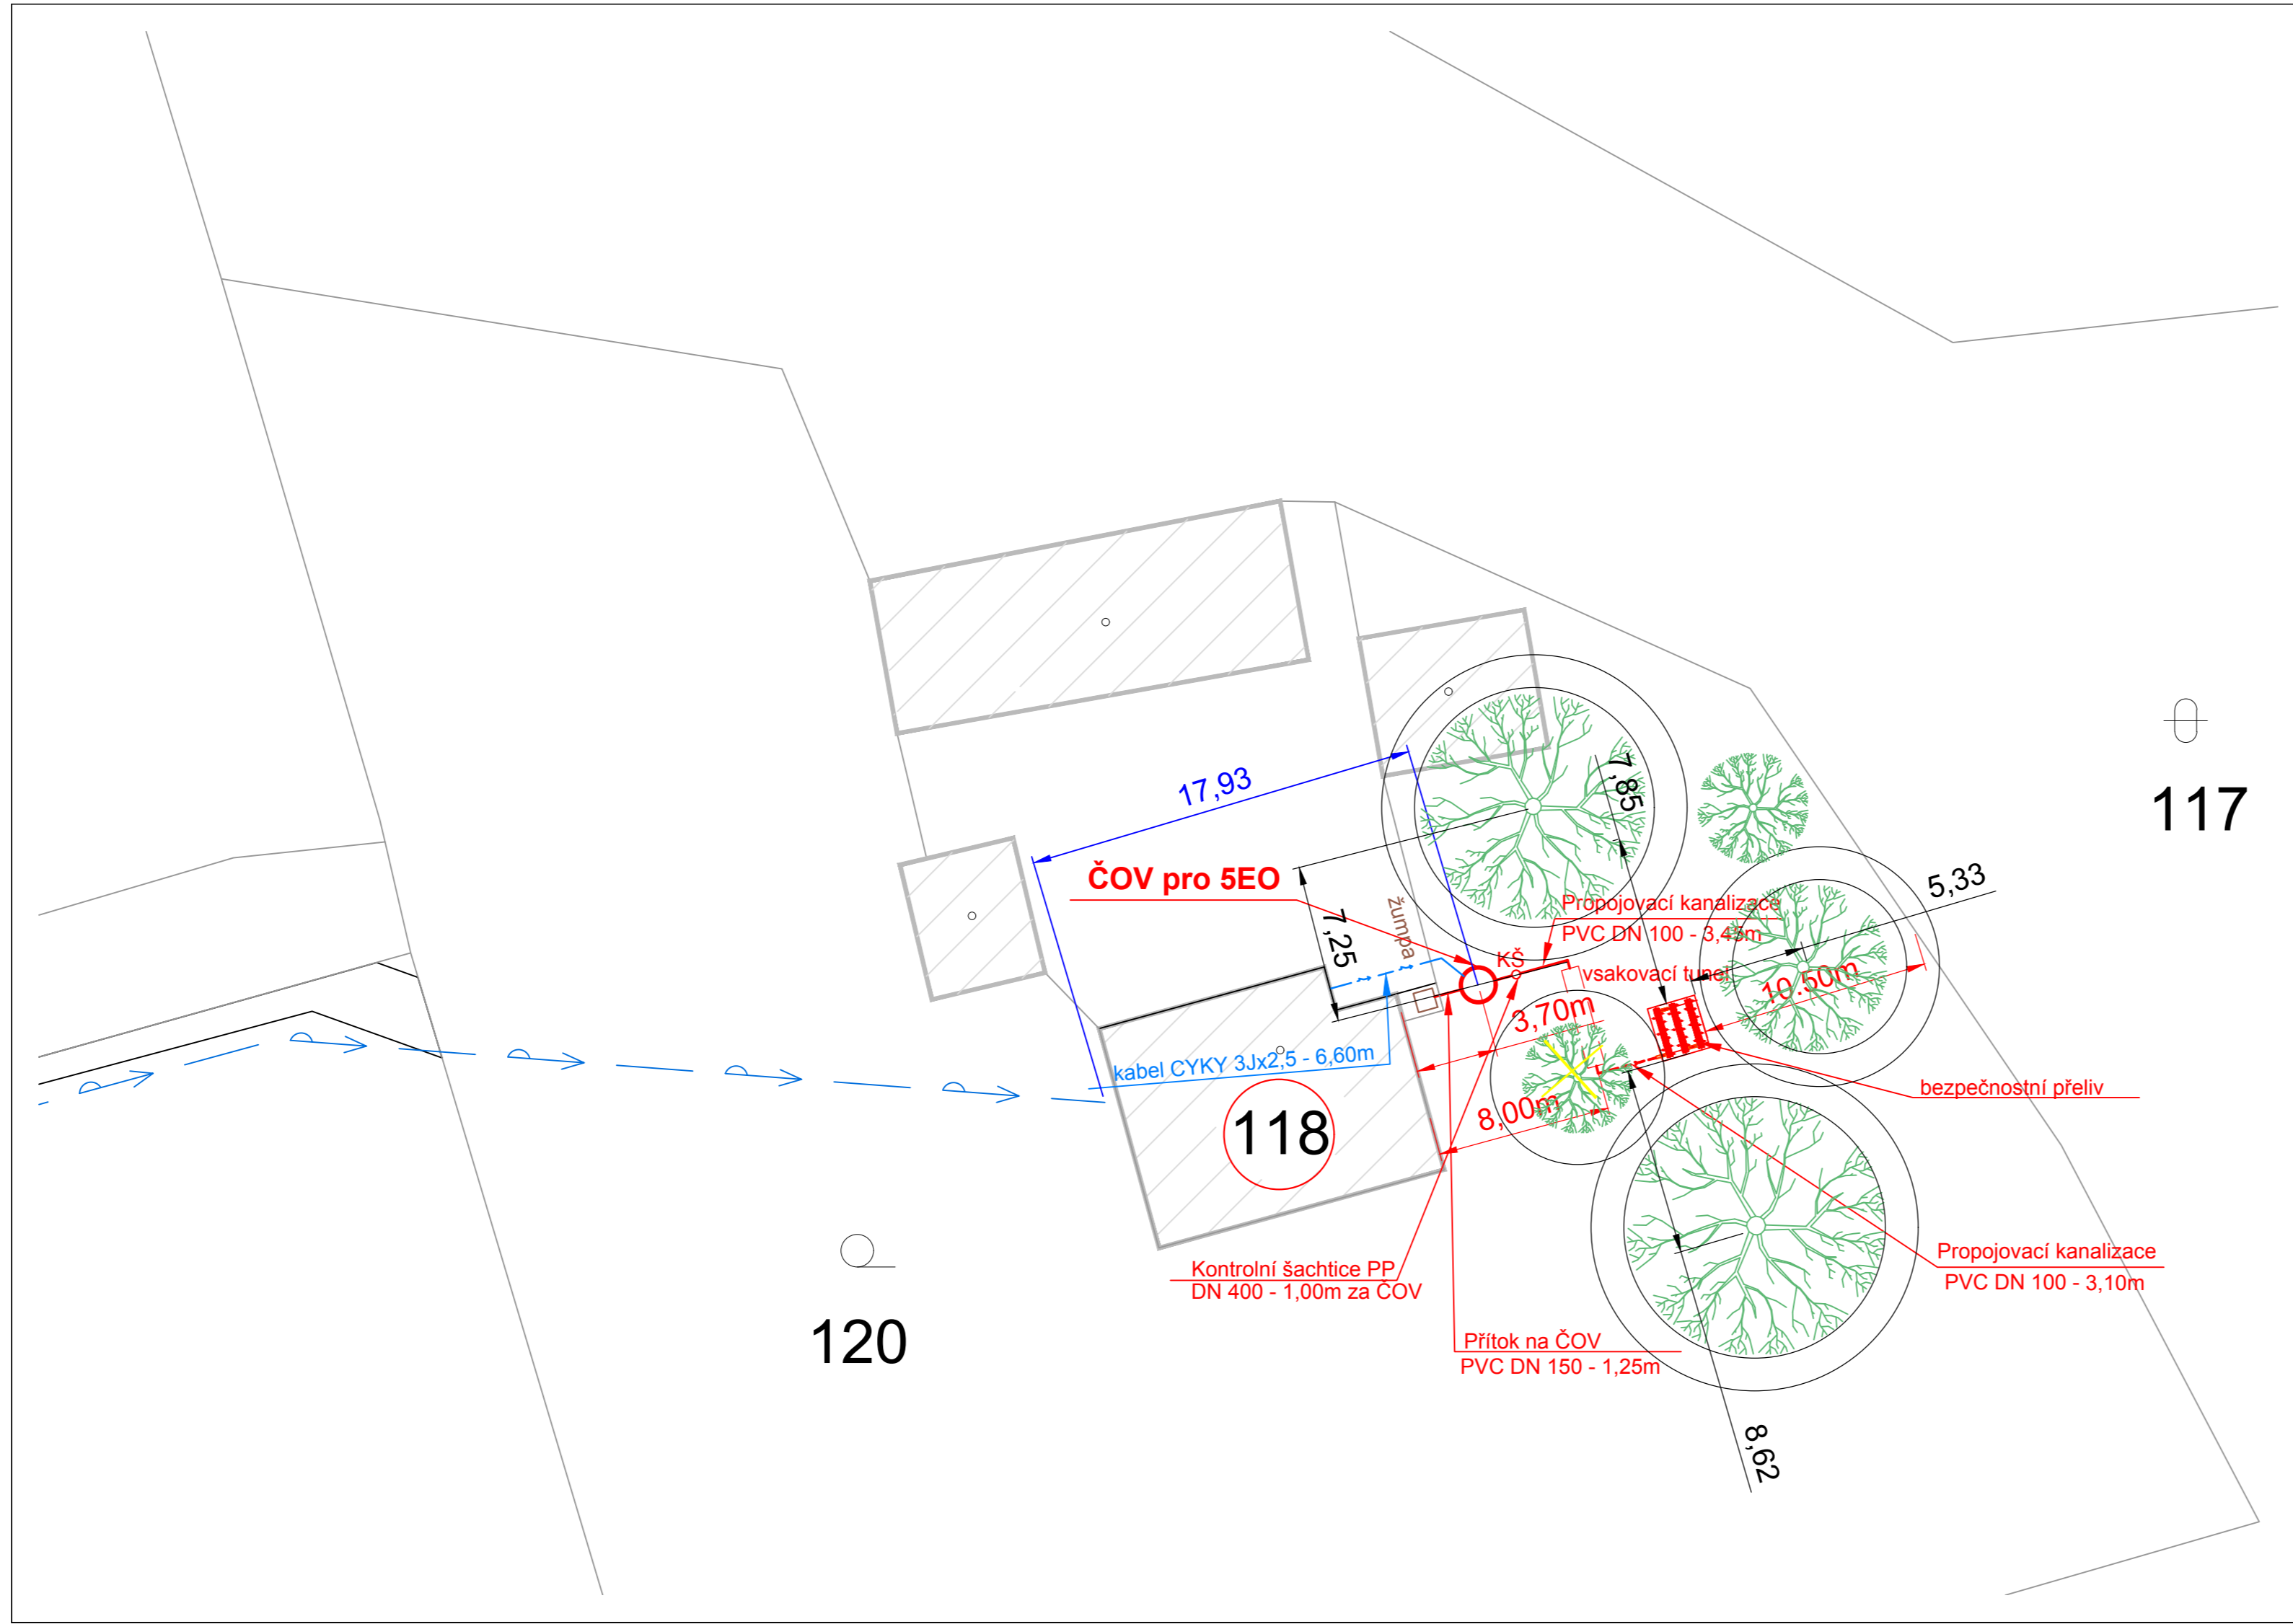 17,93
7,85
117
ČOV pro 5EO
5,33
Propojovací kanalizace
PVC DN 100 - 3,45m
7,25
žumpa
KŠ
vsakovací tunel
10.50m
3,70m
kabel CYKY 3Jx2,5 - 6,60m
bezpečnostní přeliv
8,00m
118
Propojovací kanalizace
PVC DN 100 - 3,10m
Kontrolní šachtice PP
DN 400 - 1,00m za ČOV
120
Přítok na ČOV
PVC DN 150 - 1,25m
8,62